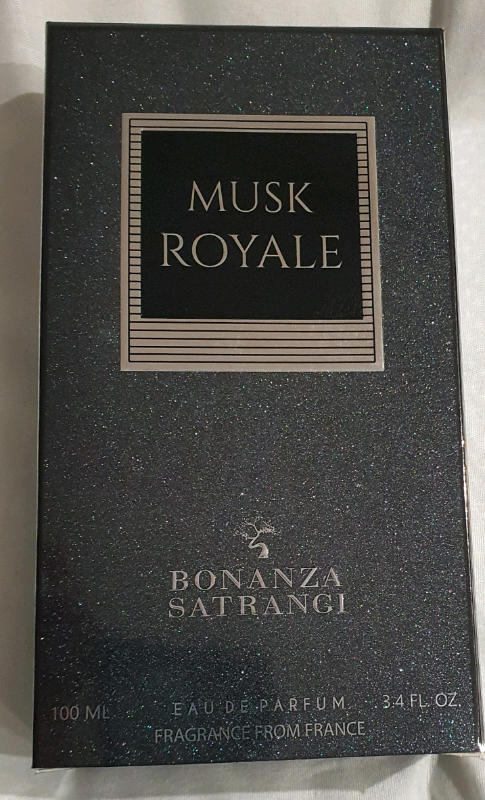 MUSK
ROYALE
BONANZA
SATRANGI
100 ML EAU DE PARFUM 3.4 FL. OZ.
FRAGRANCE FROM FRANCE